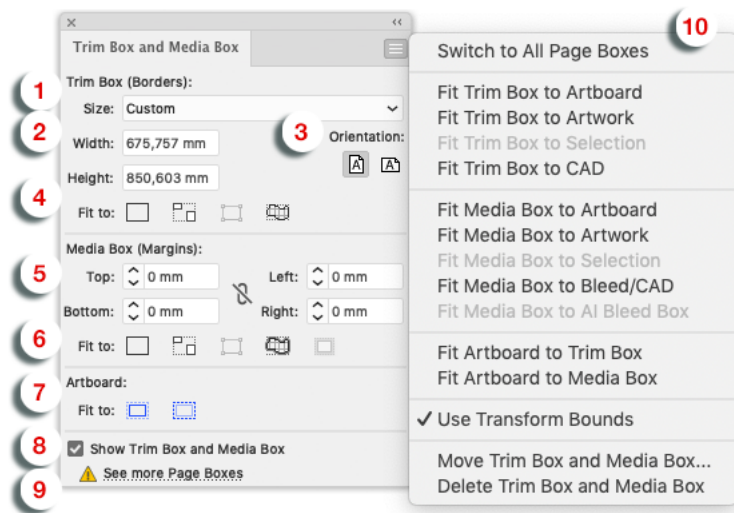 10
Trim Box and Media Box
Switch to All Page Boxes
1
Trim Box (Borders):
Size: Custom
2
Width: 675,757 mm
3
Orientation:
Height: 850,603 mm
4
Fit to:
Media Box (Margins):
5
Top: 0 mm Left: 0 mm
Bottom: 0 mm Right: 0 mm
6
Fit to:
7
Artboard:
Fit to:
8
Show Trim Box and Media Box
9
See more Page Boxes
Fit Trim Box to Artboard
Fit Trim Box to Artwork
Fit Trim Box to Selection
Fit Trim Box to CAD
Fit Media Box to Artboard
Fit Media Box to Artwork
Fit Media Box to Selection
Fit Media Box to Bleed/CAD
Fit Media Box to AI Bleed Box
Fit Artboard to Trim Box
Fit Artboard to Media Box
✓ Use Transform Bounds
Move Trim Box and Media Box...
Delete Trim Box and Media Box